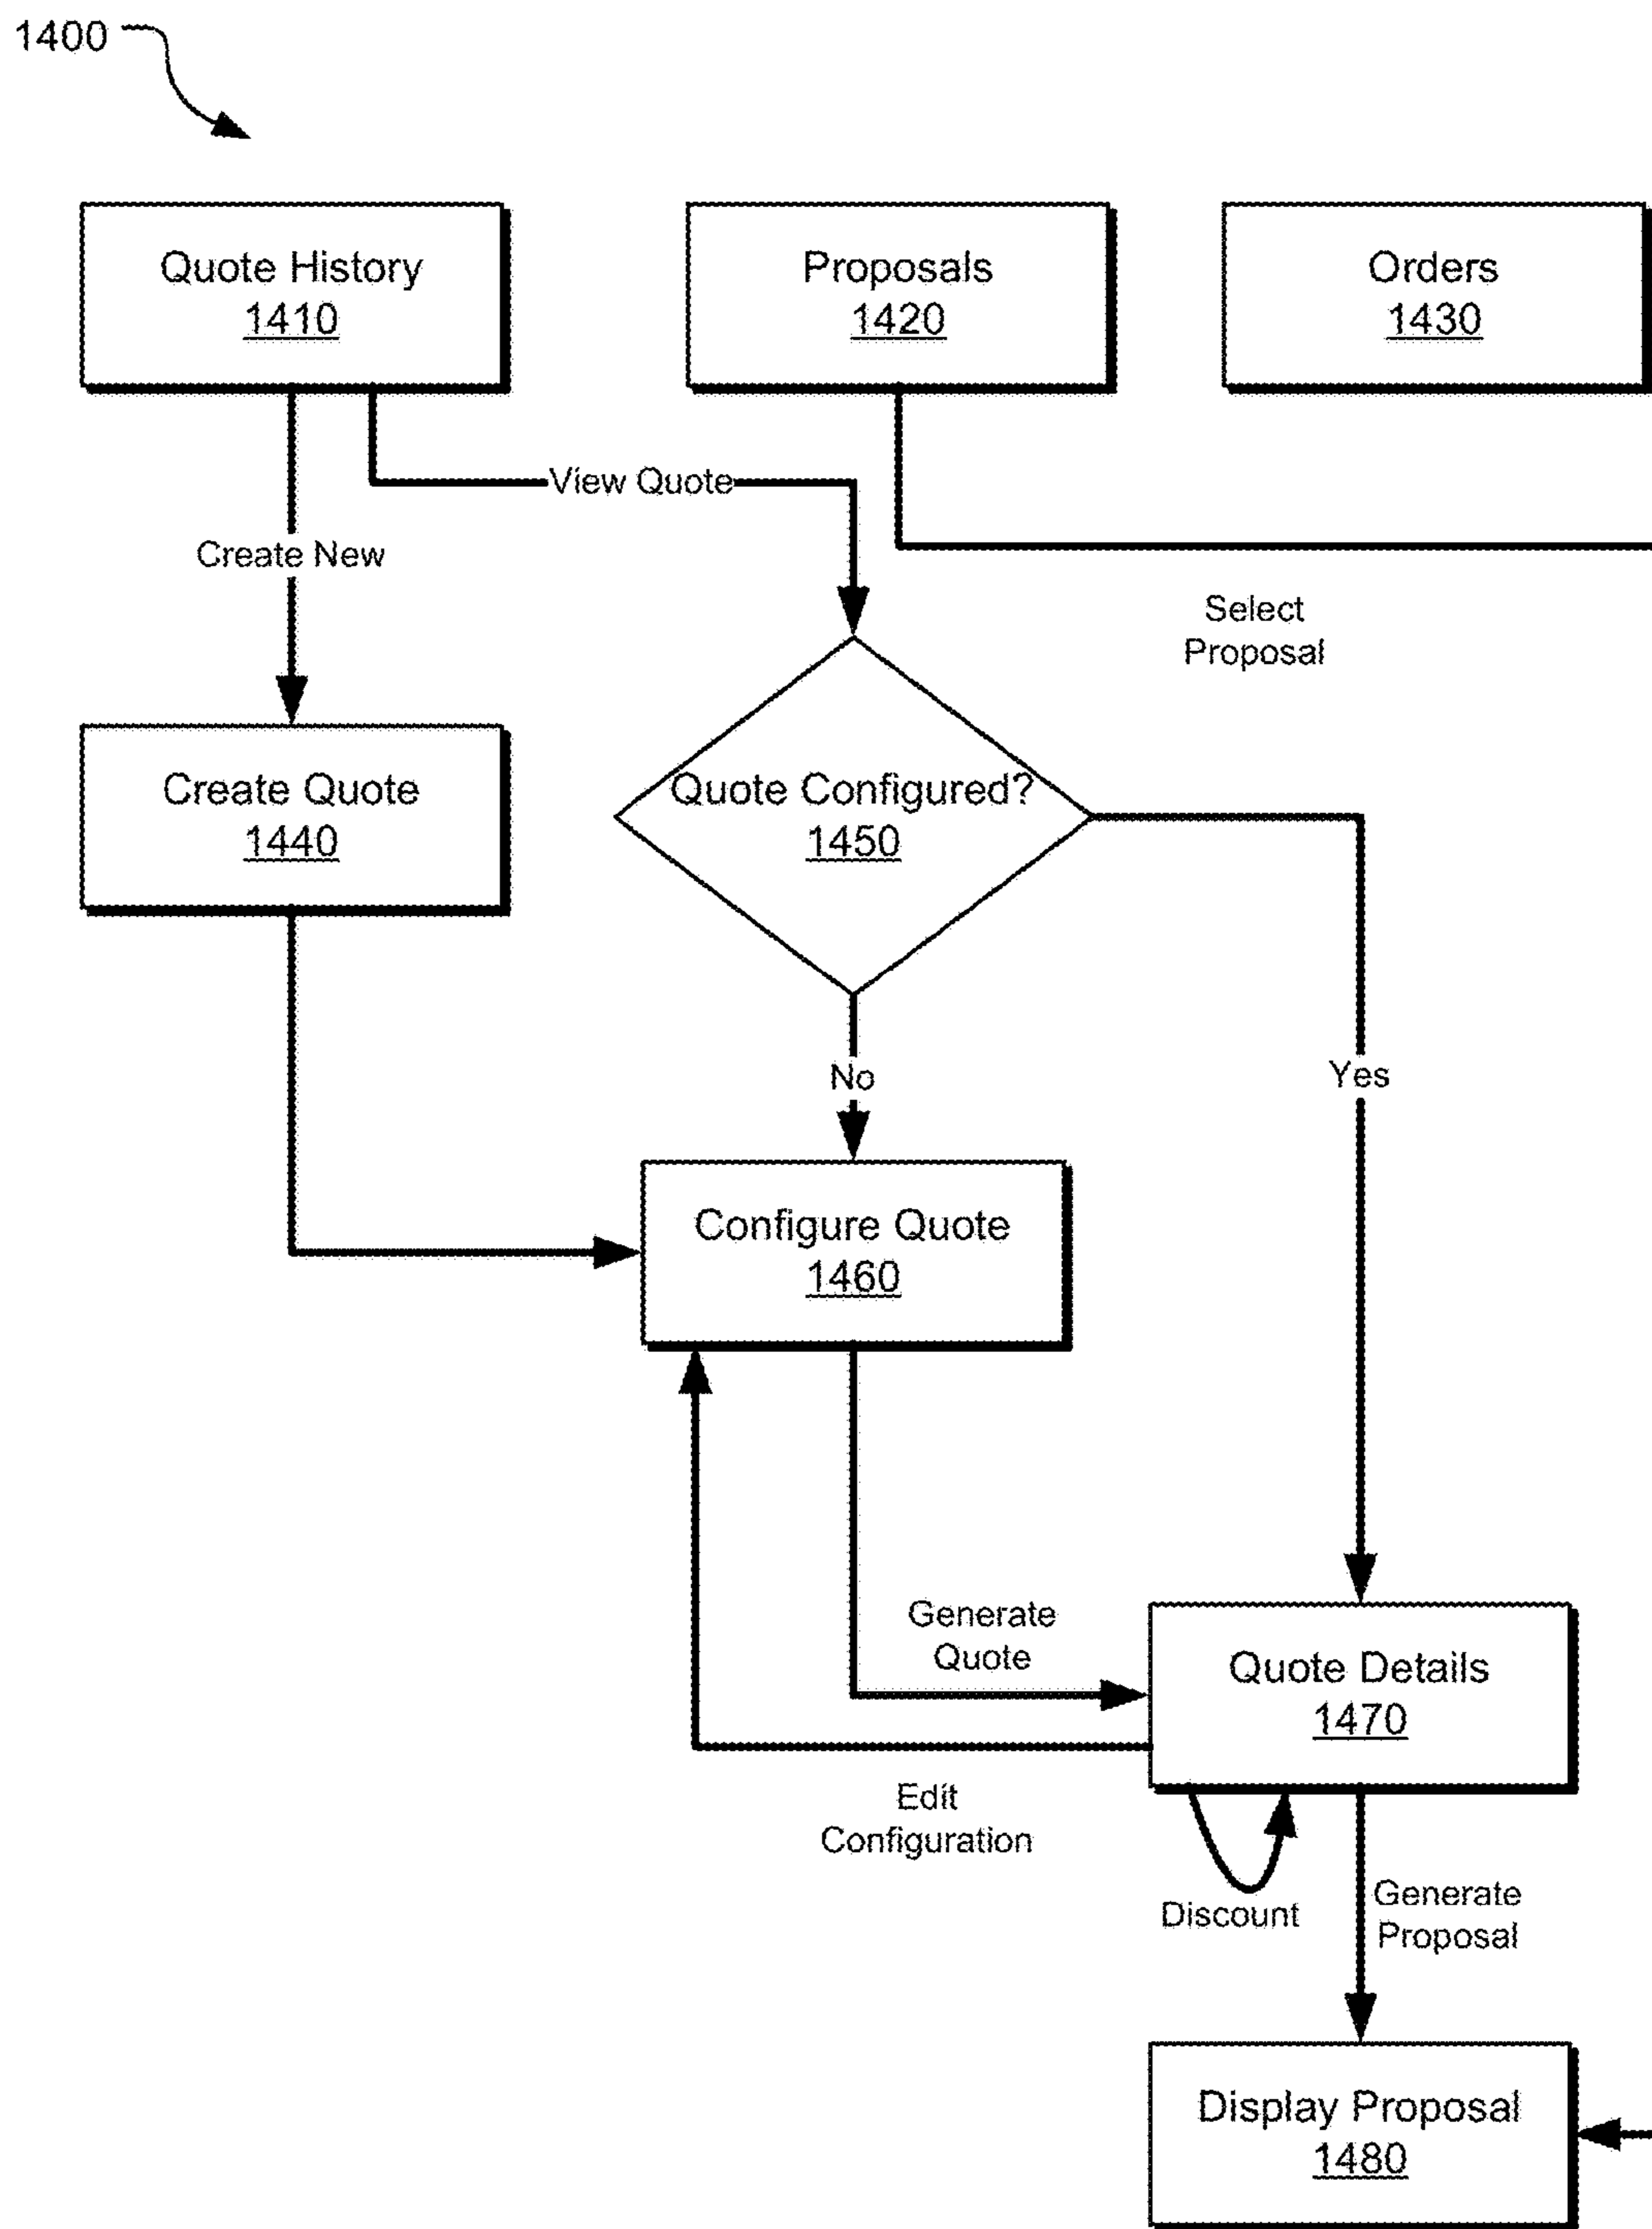 1400
Quote History
1410
Proposals
1420
Orders
1430
View Quote
Create New
Select
Proposal
Create Quote
1440
Quote Configured?
1450
No
Yes
Configure Quote
1460
Generate
Quote
Quote Details
1470
Edit
Configuration
Discount
Generate
Proposal
Display Proposal
1480